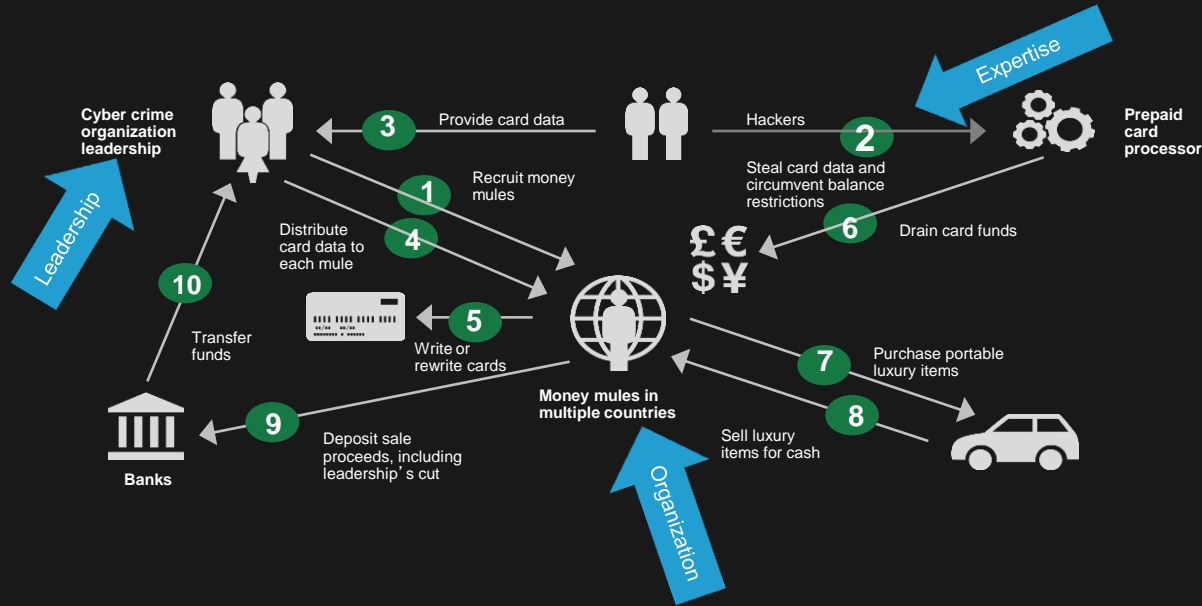 Expertise
Cyber crime
organization
leadership
3
Provide card data
Hackers
2
Prepaid
card
processor
Leadership
1
Recruit money
mules
Steal card data and
circumvent balance
restrictions
4
Distribute
card data to
each mule
6
Drain card funds
£€
$¥
10
Transfer
funds
5
Write or
rewrite cards
7
Purchase portable
luxury items
Money mules in
multiple countries
8
Sell luxury
items for cash
9
Deposit sale
proceeds, including
leadership’s cut
Banks
Organization